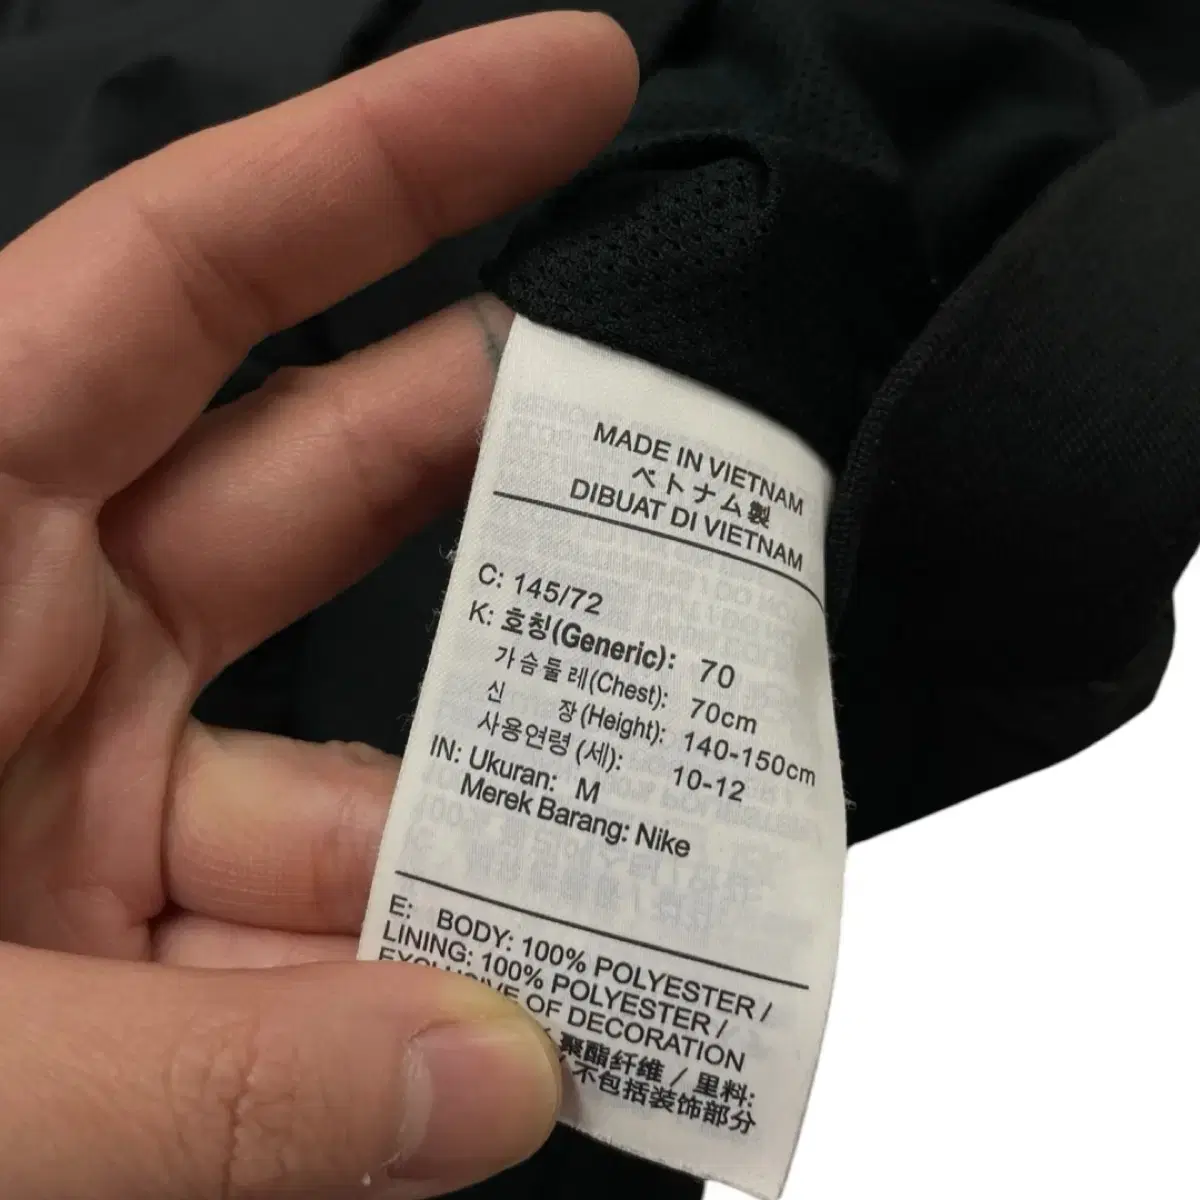 MADE IN VIETNAM
ベトナム製
DIBUAT DI VIETNAM
C: 145/72
K: 호칭(Generic): 70
가슴둘레(Chest): 70cm
신 장(Height): 140-150cm
사용연령(세): 10-12
IN: Ukuran: M
Merek Barang: Nike
E: BODY: 100% POLYESTER /
LINING: 100% POLYESTER /
EXCLUSIVE OF DECORATION
聚酯纤维 / 里料:
不包括装饰部分